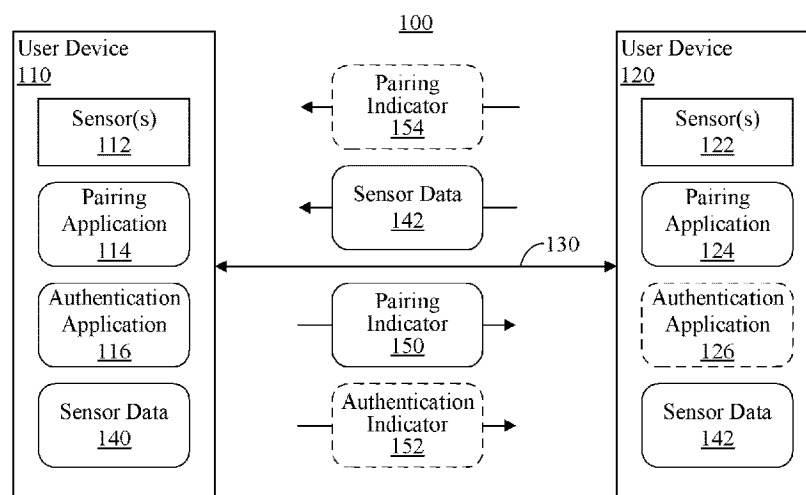 100
User Device
110
Sensor(s)
112
Pairing
Application
114
Authentication
Application
116
Sensor Data
140
Pairing
Indicator
154
Sensor Data
142
130
Pairing
Indicator
150
Authentication
Indicator
152
User Device
120
Sensor(s)
122
Pairing
Application
124
Authentication
Application
126
Sensor Data
142